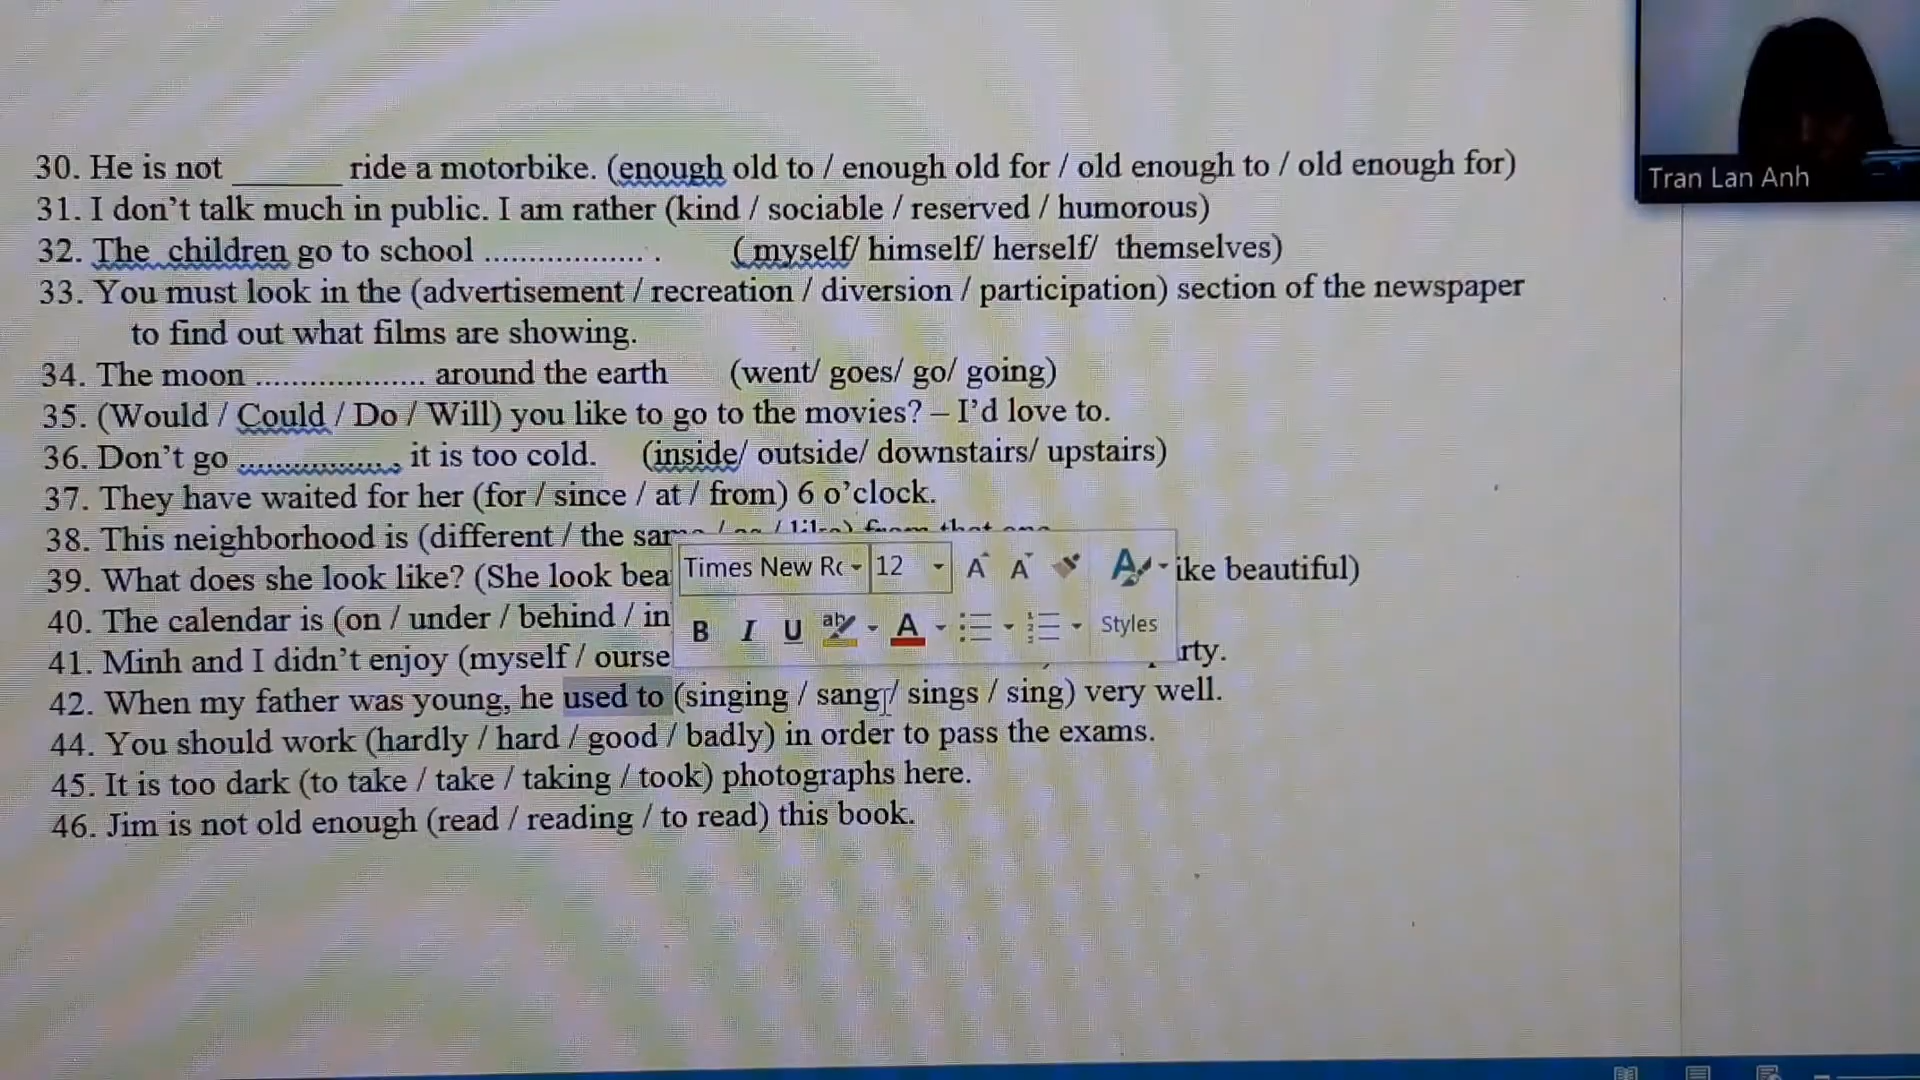 Tran Lan Anh
30. He is not ______ ride a motorbike. (enough old to / enough old for / old enough to / old enough for)
31. I don't talk much in public. I am rather (kind / sociable / reserved / humorous)
32. The children go to school ................... . ( myself/ himself/ herself/ themselves)
33. You must look in the (advertisement / recreation / diversion / participation) section of the newspaper
to find out what films are showing.
34. The moon ................... around the earth (went/ goes/ go/ going)
35. (Would / Could / Do / Will) you like to go to the movies? – I'd love to.
36. Don't go .................., it is too cold. (inside/ outside/ downstairs/ upstairs)
37. They have waited for her (for / since / at / from) 6 o'clock.
38. This neighborhood is (different / the same / as / like) from that one
39. What does she look like? (She look bea ike beautiful)
40. The calendar is (on / under / behind / in
41. Minh and I didn't enjoy (myself / ourse rty.
42. When my father was young, he used to (singing / sang / sings / sing) very well.
44. You should work (hardly / hard / good / badly) in order to pass the exams.
45. It is too dark (to take / take / taking / took) photographs here.
46. Jim is not old enough (read / reading / to read) this book.
Times New Ro 12 A A A
B I U ab A Styles